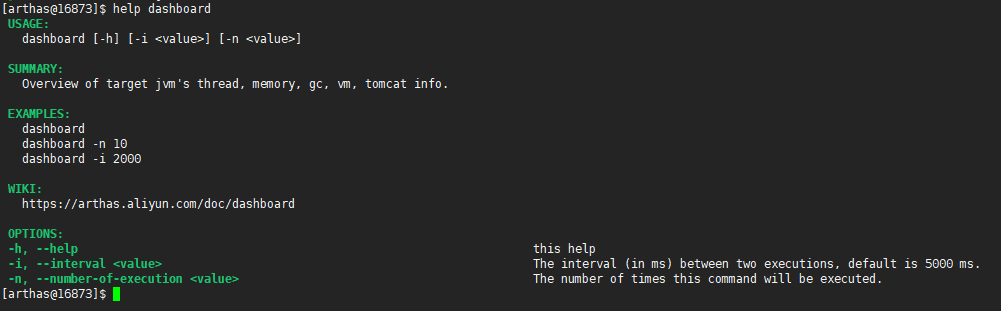 [arthas@16873]$ help dashboard
USAGE:
dashboard [-h] [-i <value>] [-n <value>]
SUMMARY:
Overview of target jvm's thread, memory, gc, vm, tomcat info.
EXAMPLES:
dashboard
dashboard -n 10
dashboard -i 2000
WIKI:
https://arthas.aliyun.com/doc/dashboard
OPTIONS:
-h, --help this help
-i, --interval <value> The interval (in ms) between two executions, default is 5000 ms.
-n, --number-of-execution <value> The number of times this command will be executed.
[arthas@16873]$